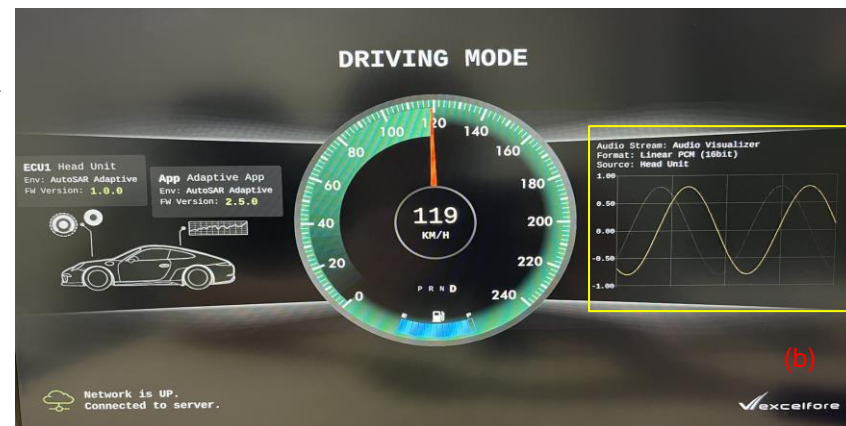 DRIVING MODE
ECU1 Head Unit
Env: AutoSAR Adaptive
FW Version: 1.0.0
App Adaptive App
Env: AutoSAR Adaptive
FW Version: 2.5.0
0
20
40
60
80
100
120
140
160
180
200
220
240
119
KM/H
P R N D
E
F
Audio Stream: Audio Visualizer
Format: Linear PCM (16bit)
Source: Head Unit
1.00
0.50
0.00
-0.50
-1.00
(b)
Network is UP.
Connected to server.
excelfore